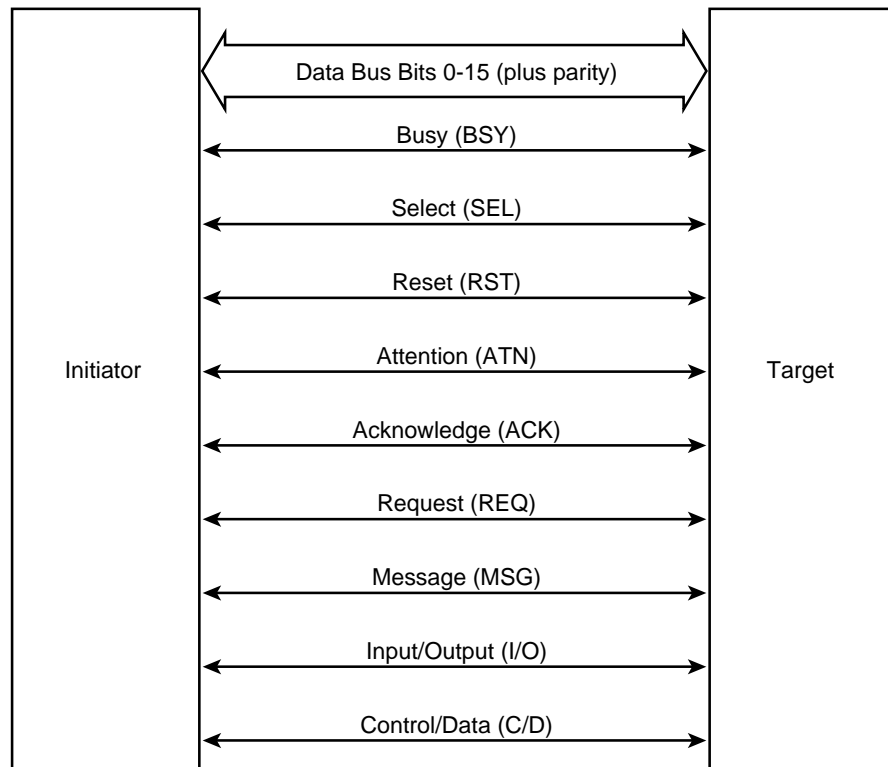 Data Bus Bits 0-15 (plus parity)
Busy (BSY)
Select (SEL)
Reset (RST)
Initiator
Attention (ATN)
Target
Acknowledge (ACK)
Request (REQ)
Message (MSG)
Input/Output (I/O)
Control/Data (C/D)